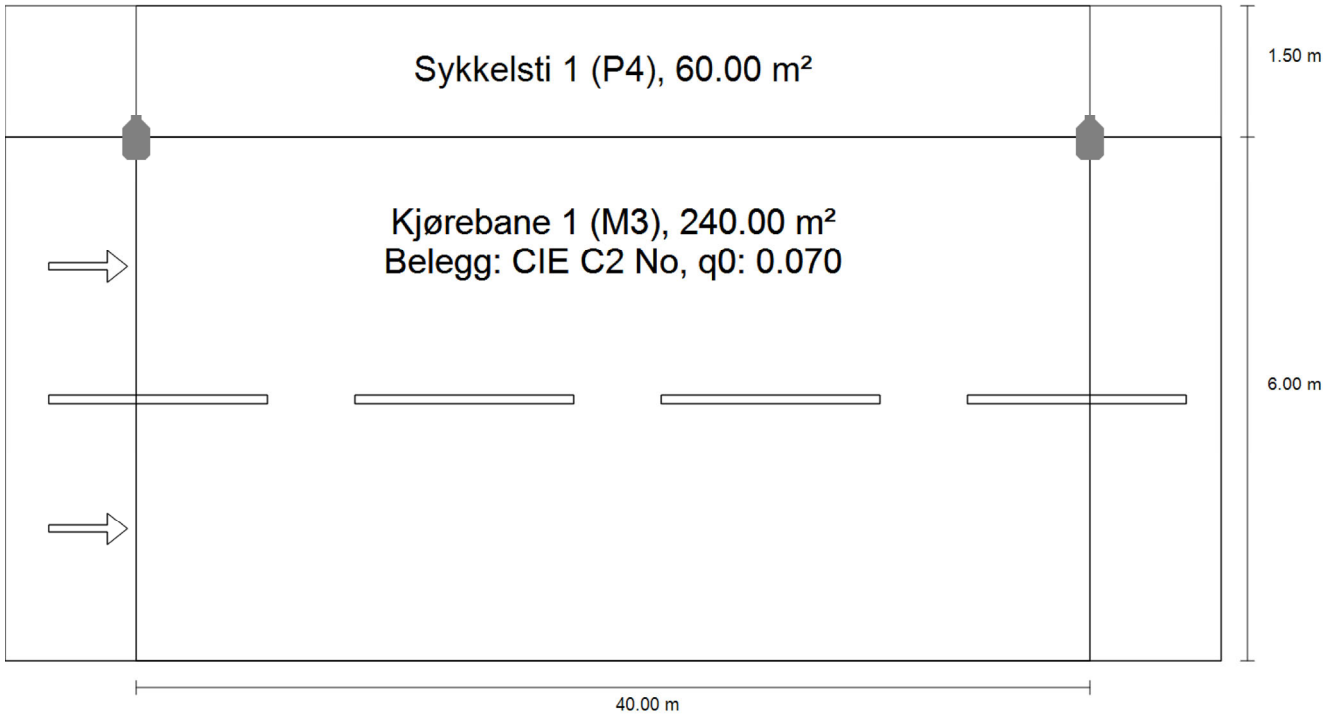 Sykkelsti 1 (P4), 60.00 m²
1.50 m
Kjørebane 1 (M3), 240.00 m²
Belegg: CIE C2 No, q0: 0.070
6.00 m
40.00 m